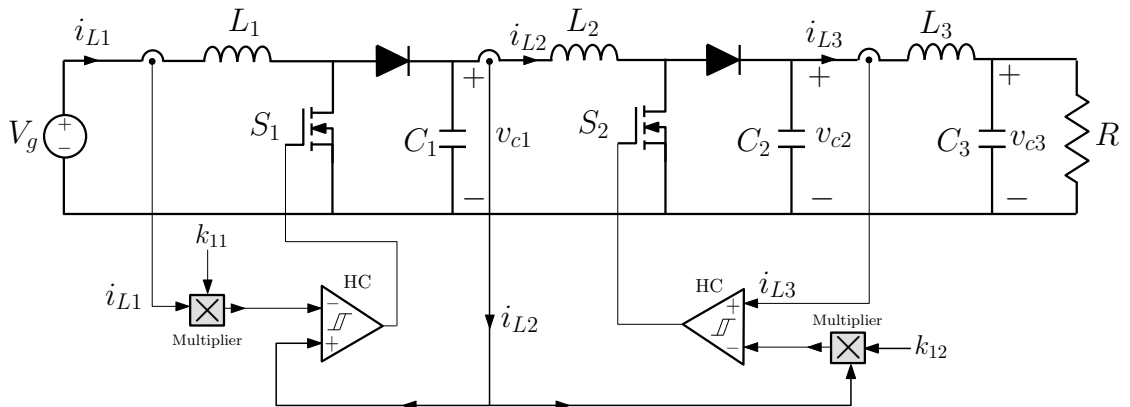 i_{L1}
L_1
i_{L2}
L_2
i_{L3}
L_3
V_g
+
−
S_1
C_1
+
v_{c1}
−
S_2
C_2
+
v_{c2}
−
C_3
+
v_{c3}
−
R
k_{11}
i_{L1}
Multiplier
HC
−
+
i_{L2}
HC
+
−
i_{L3}
Multiplier
k_{12}